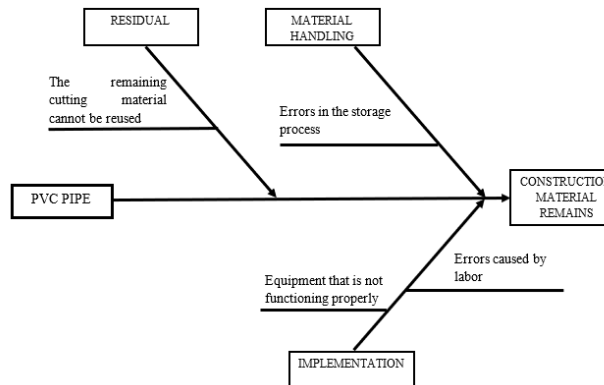 RESIDUAL
MATERIAL
HANDLING
The remaining
cutting material
cannot be reused
Errors in the storage
process
PVC PIPE
CONSTRUCTION
MATERIAL
REMAINS
Equipment that is not
functioning properly
Errors caused by
labor
IMPLEMENTATION